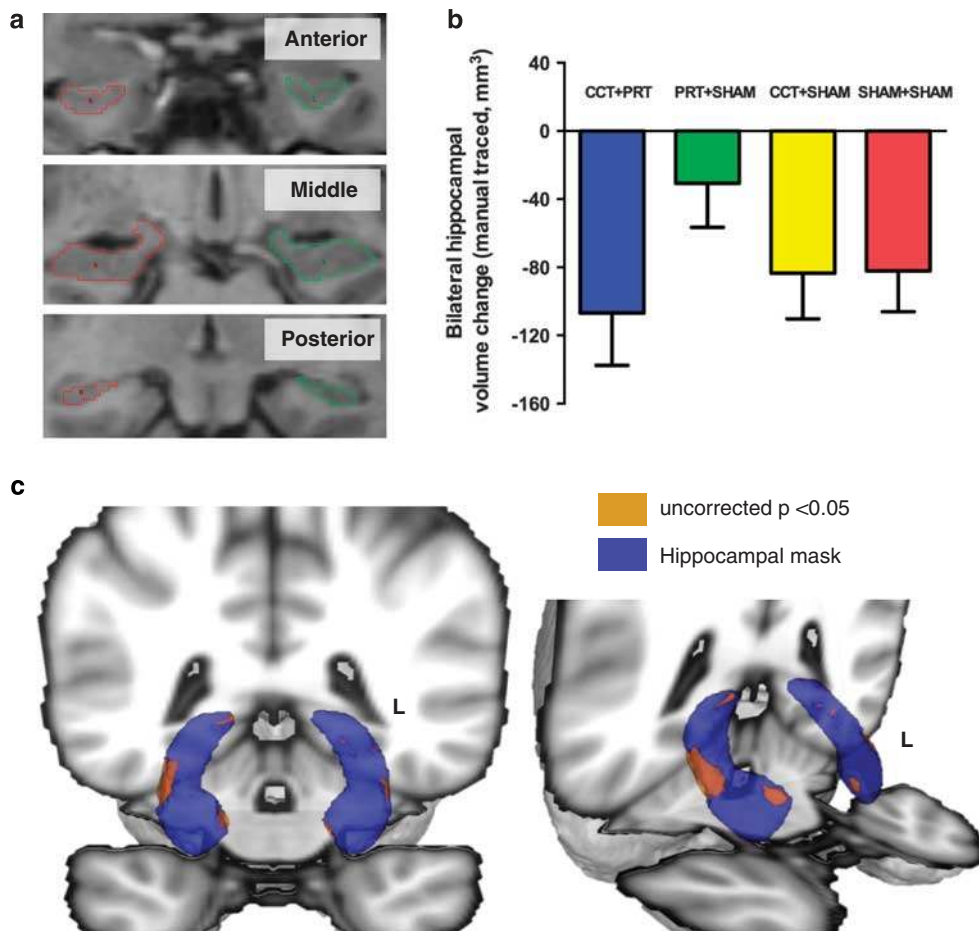 a
Anterior
Middle
Posterior
b
Bilateral hippocampal
volume change (manual traced, mm³)
40
0
-40
-80
-120
-160
CCT+PRT PRT+SHAM CCT+SHAM SHAM+SHAM
c
uncorrected p <0.05
Hippocampal mask
L
L